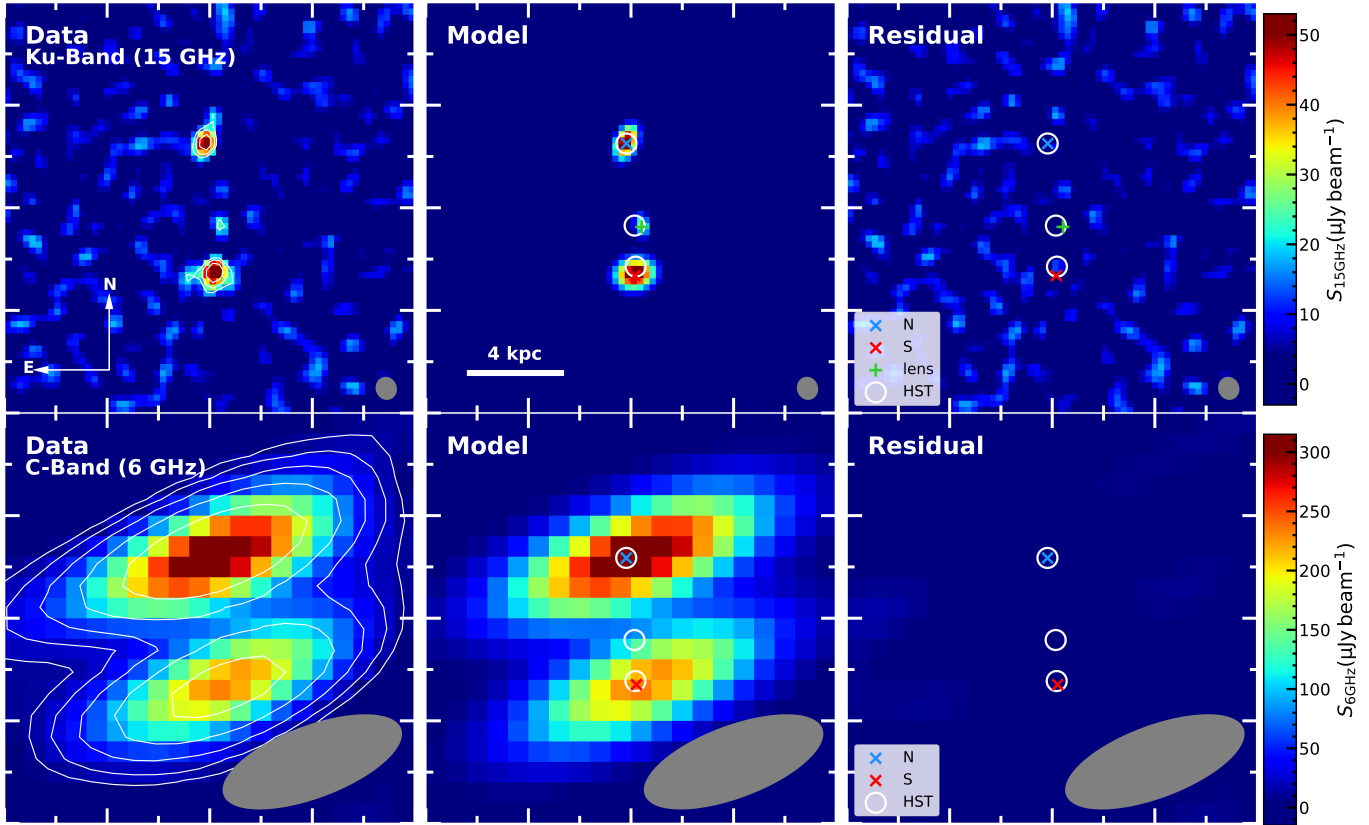 Data
Ku-Band (15 GHz)
N
E
Model
4 kpc
Residual
N
S
lens
HST
50
40
30
20
10
0
S15GHz(μJy beam−1)
Data
C-Band (6 GHz)
Model
Residual
N
S
HST
300
250
200
150
100
50
0
S6GHz(μJy beam−1)